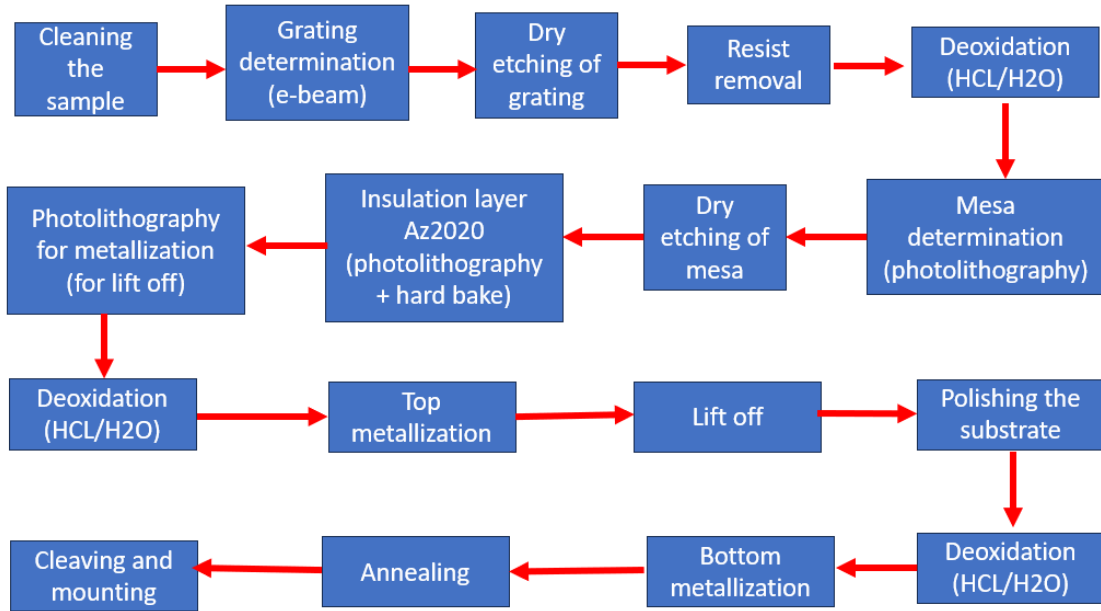 Cleaning
the
sample
Grating
determination
(e-beam)
Dry
etching of
grating
Resist
removal
Deoxidation
(HCL/H2O)
Mesa
determination
(photolithography)
Dry
etching of
mesa
Insulation layer
Az2020
(photolithography
+ hard bake)
Photolithography
for metallization
(for lift off)
Deoxidation
(HCL/H2O)
Top
metallization
Lift off
Polishing the
substrate
Deoxidation
(HCL/H2O)
Bottom
metallization
Annealing
Cleaving and
mounting